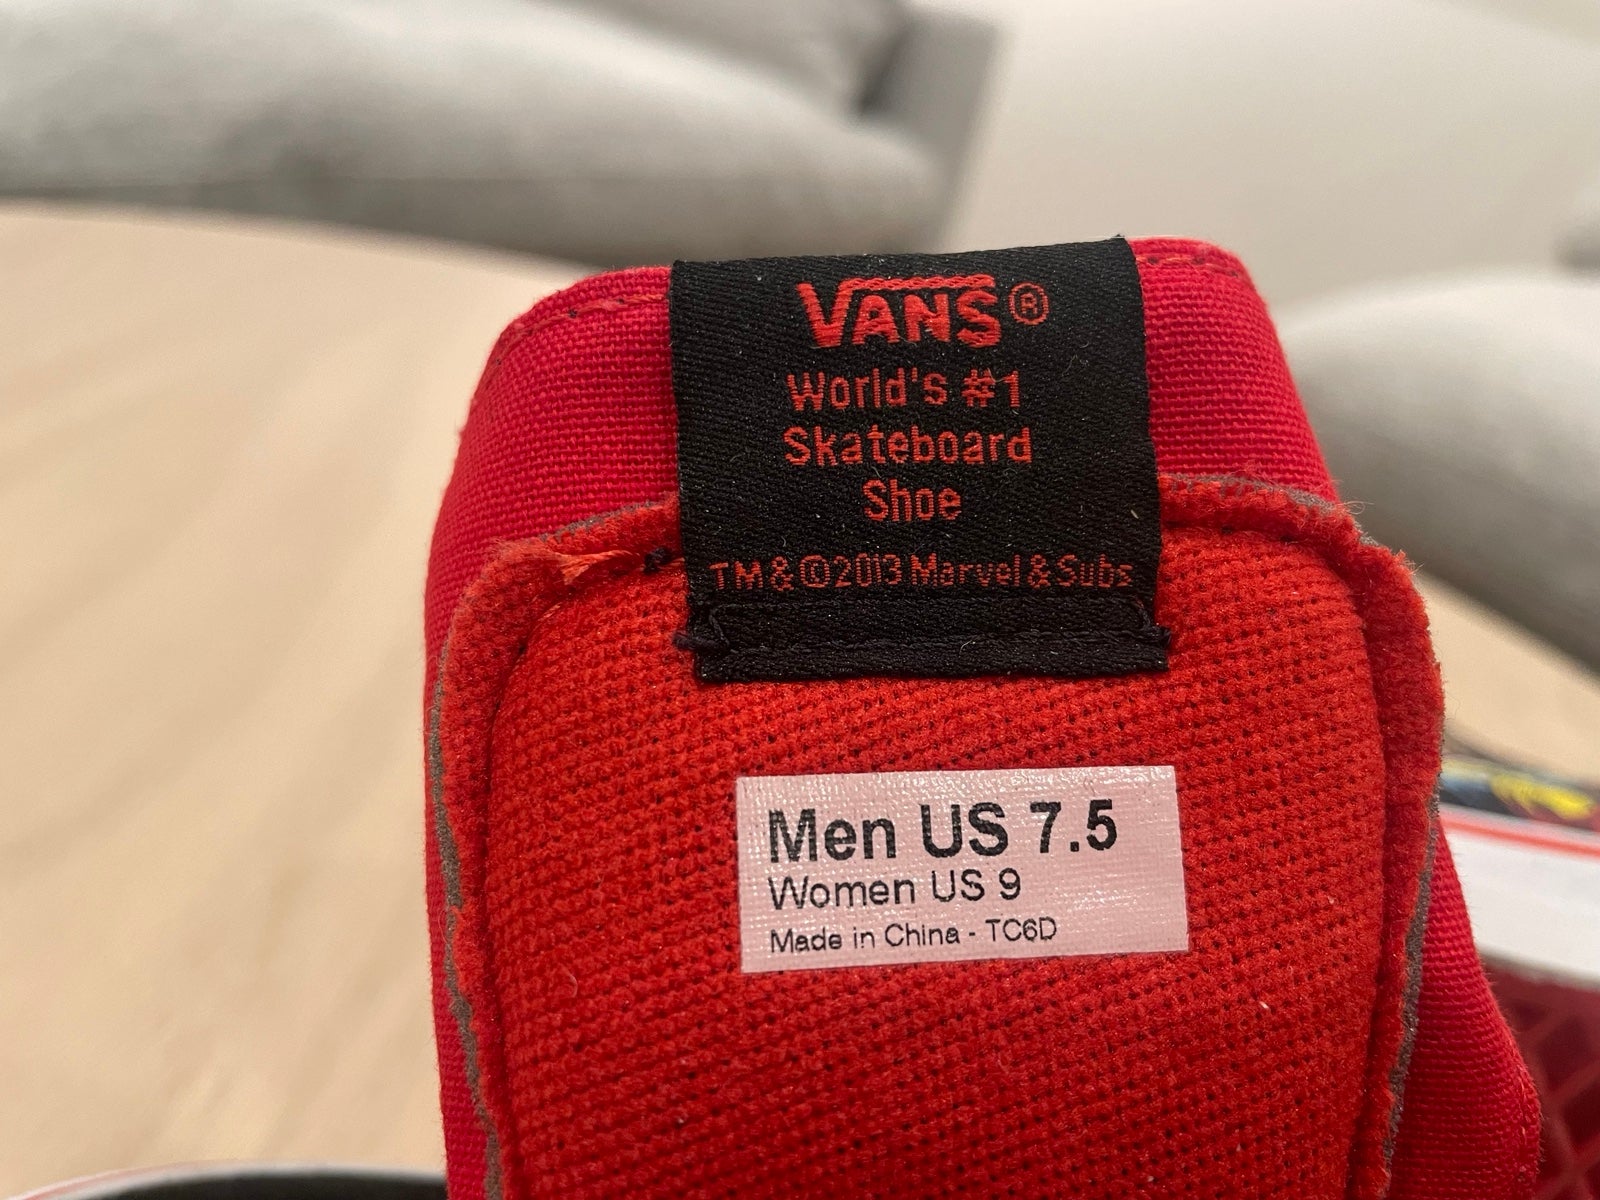 VANS®
World's #1
Skateboard
Shoe
TM & ©2013 Marvel & Subs
Men US 7.5
Women US 9
Made in China - TC6D